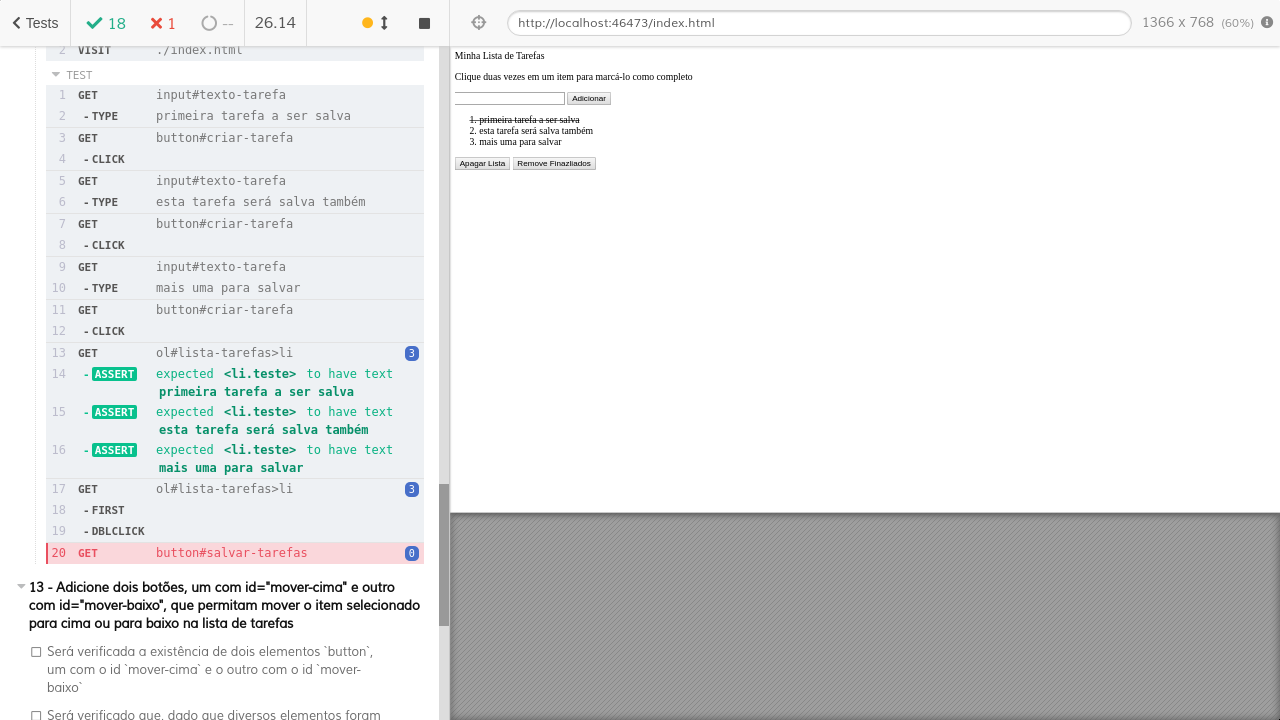 Tests 18 1 -- 26.14 http://localhost:46473/index.html 1366 x 768 (60%)
2 VISIT ./index.html
TEST
1 GET input#texto-tarefa
2 -TYPE primeira tarefa a ser salva
3 GET button#criar-tarefa
4 -CLICK
5 GET input#texto-tarefa
6 -TYPE esta tarefa será salva também
7 GET button#criar-tarefa
8 -CLICK
9 GET input#texto-tarefa
10 -TYPE mais uma para salvar
11 GET button#criar-tarefa
12 -CLICK
13 GET ol#lista-tarefas>li 3
14 -ASSERT expected <li.teste> to have text
primeira tarefa a ser salva
15 -ASSERT expected <li.teste> to have text
esta tarefa será salva também
16 -ASSERT expected <li.teste> to have text
mais uma para salvar
17 GET ol#lista-tarefas>li 3
18 -FIRST
19 -DBLCLICK
20 GET button#salvar-tarefas 0
13 - Adicione dois botões, um com id="mover-cima" e outro
com id="mover-baixo", que permitam mover o item selecionado
para cima ou para baixo na lista de tarefas
Será verificada a existência de dois elementos `button`,
um com o id `mover-cima` e o outro com o id `mover-
baixo`
Será verificado que, dado que diversos elementos foram
Minha Lista de Tarefas
Clique duas vezes em um item para marcá-lo como completo
Adicionar
1. primeira tarefa a ser salva
2. esta tarefa será salva também
3. mais uma para salvar
Apagar Lista Remove Finazliados